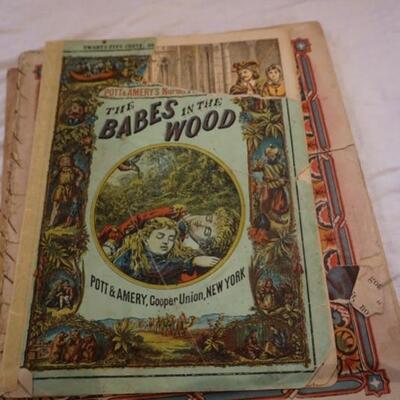 TWENTY-FIVE CENTS.
POTT & AMERY'S
THE
BABES IN THE
WOOD
POTT & AMERY, Cooper Union, NEW YORK